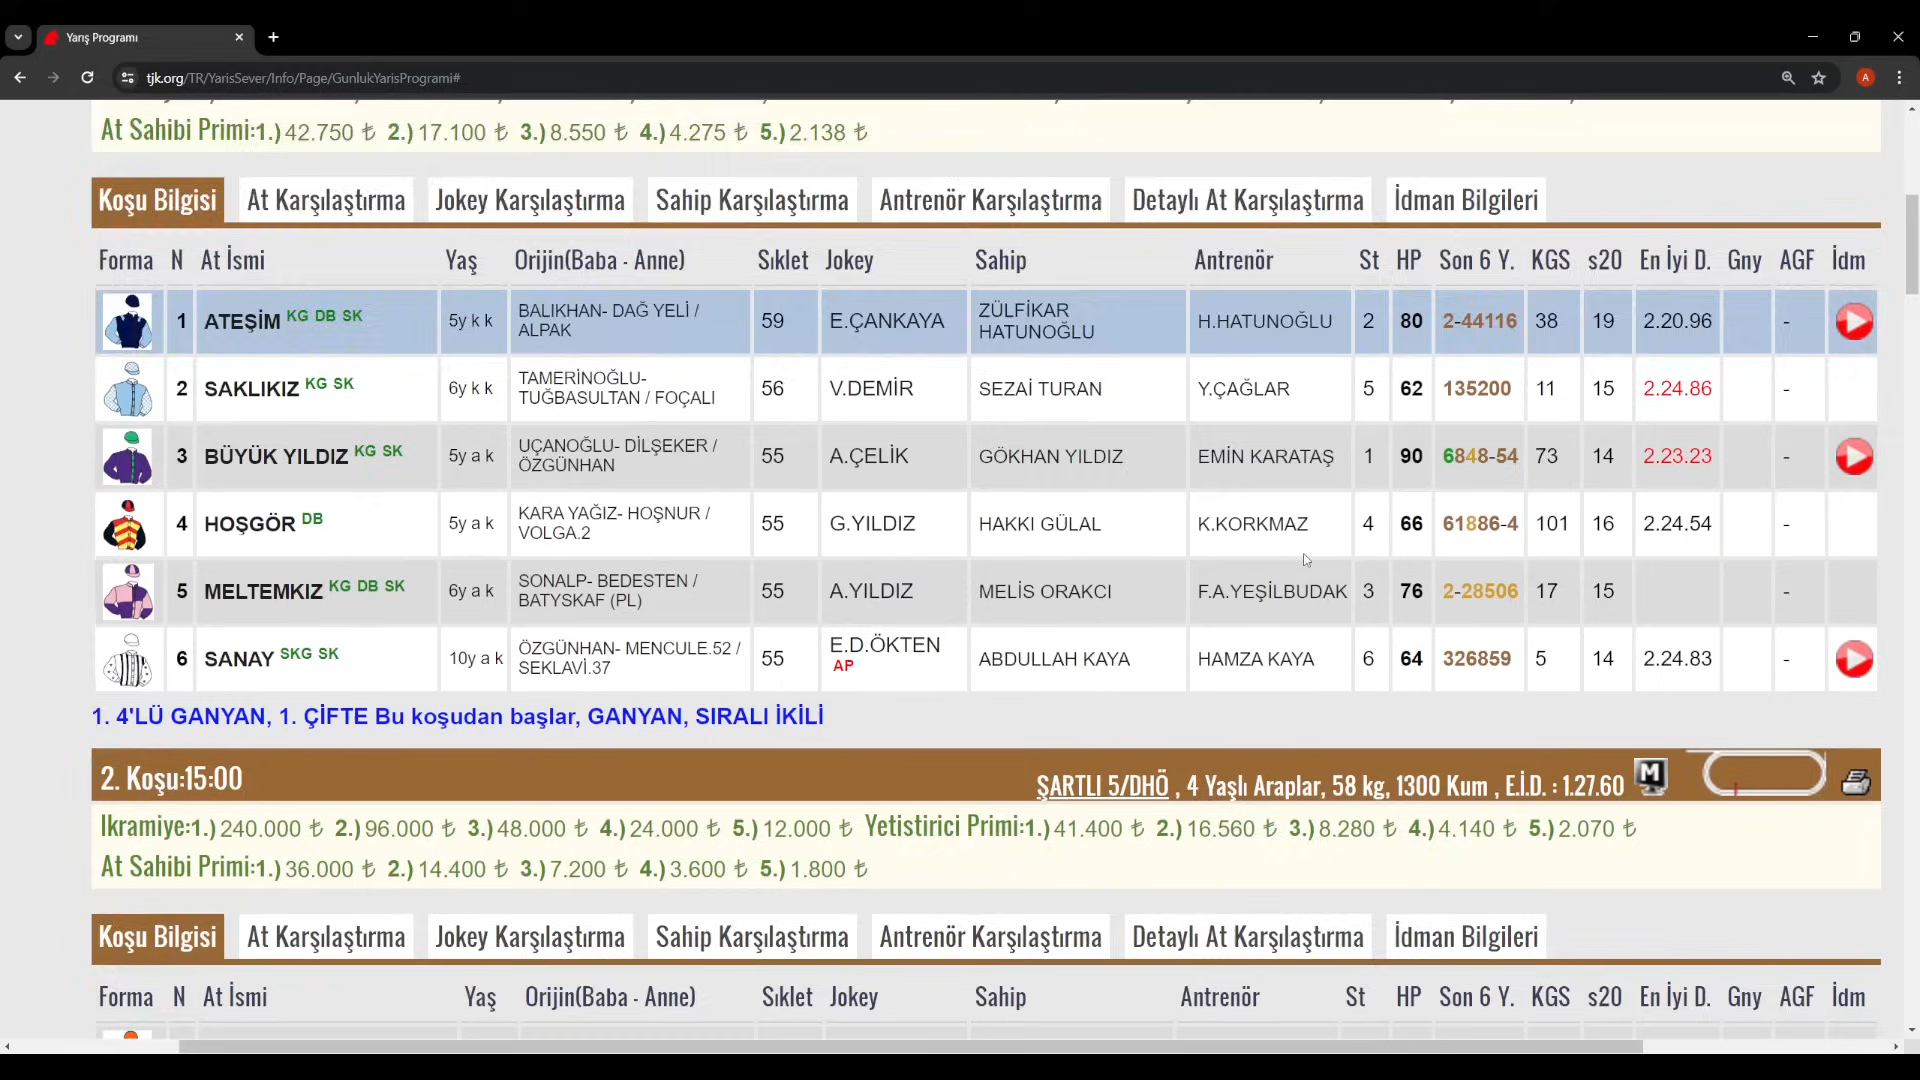 Yarış Programı
tjk.org/TR/YarisSever/Info/Page/GunlukYarisProgrami#
A
At Sahibi Primi:1.) 42.750 ₺ 2.) 17.100 ₺ 3.) 8.550 ₺ 4.) 4.275 ₺ 5.) 2.138 ₺
Koşu Bilgisi At Karşılaştırma Jokey Karşılaştırma Sahip Karşılaştırma Antrenör Karşılaştırma Detaylı At Karşılaştırma İdman Bilgileri
Forma N At İsmi Yaş Orijin(Baba - Anne) Sıklet Jokey Sahip Antrenör St HP Son 6 Y. KGS s20 En İyi D. Gny AGF İdm
1 ATEŞİM KG DB SK 5y k k BALIKHAN- DAĞ YELİ / ALPAK 59 E.ÇANKAYA ZÜLFİKAR HATUNOĞLU H.HATUNOĞLU 2 80 2-44116 38 19 2.20.96 -
2 SAKLIKIZ KG SK 6y k k TAMERİNOĞLU- TUĞBASULTAN / FOÇALI 56 V.DEMİR SEZAİ TURAN Y.ÇAĞLAR 5 62 135200 11 15 2.24.86 -
3 BÜYÜK YILDIZ KG SK 5y a k UÇANOĞLU- DİLŞEKER / ÖZGÜNHAN 55 A.ÇELİK GÖKHAN YILDIZ EMİN KARATAŞ 1 90 6848-54 73 14 2.23.23 -
4 HOŞGÖR DB 5y a k KARA YAĞIZ- HOŞNUR / VOLGA.2 55 G.YILDIZ HAKKI GÜLAL K.KORKMAZ 4 66 61886-4 101 16 2.24.54 -
5 MELTEMKIZ KG DB SK 6y a k SONALP- BEDESTEN / BATYSKAF (PL) 55 A.YILDIZ MELİS ORAKCI F.A.YEŞİLBUDAK 3 76 2-28506 17 15 -
6 SANAY SKG SK 10y a k ÖZGÜNHAN- MENCULE.52 / SEKLAVİ.37 55 E.D.ÖKTEN AP ABDULLAH KAYA HAMZA KAYA 6 64 326859 5 14 2.24.83 -
1. 4'LÜ GANYAN, 1. ÇİFTE Bu koşudan başlar, GANYAN, SIRALI İKİLİ
2. Koşu:15:00 ŞARTLI 5/DHÖ , 4 Yaşlı Araplar, 58 kg, 1300 Kum , E.İ.D. : 1.27.60 M
Ikramiye:1.) 240.000 ₺ 2.) 96.000 ₺ 3.) 48.000 ₺ 4.) 24.000 ₺ 5.) 12.000 ₺ Yetistirici Primi:1.) 41.400 ₺ 2.) 16.560 ₺ 3.) 8.280 ₺ 4.) 4.140 ₺ 5.) 2.070 ₺
At Sahibi Primi:1.) 36.000 ₺ 2.) 14.400 ₺ 3.) 7.200 ₺ 4.) 3.600 ₺ 5.) 1.800 ₺
Koşu Bilgisi At Karşılaştırma Jokey Karşılaştırma Sahip Karşılaştırma Antrenör Karşılaştırma Detaylı At Karşılaştırma İdman Bilgileri
Forma N At İsmi Yaş Orijin(Baba - Anne) Sıklet Jokey Sahip Antrenör St HP Son 6 Y. KGS s20 En İyi D. Gny AGF İdm